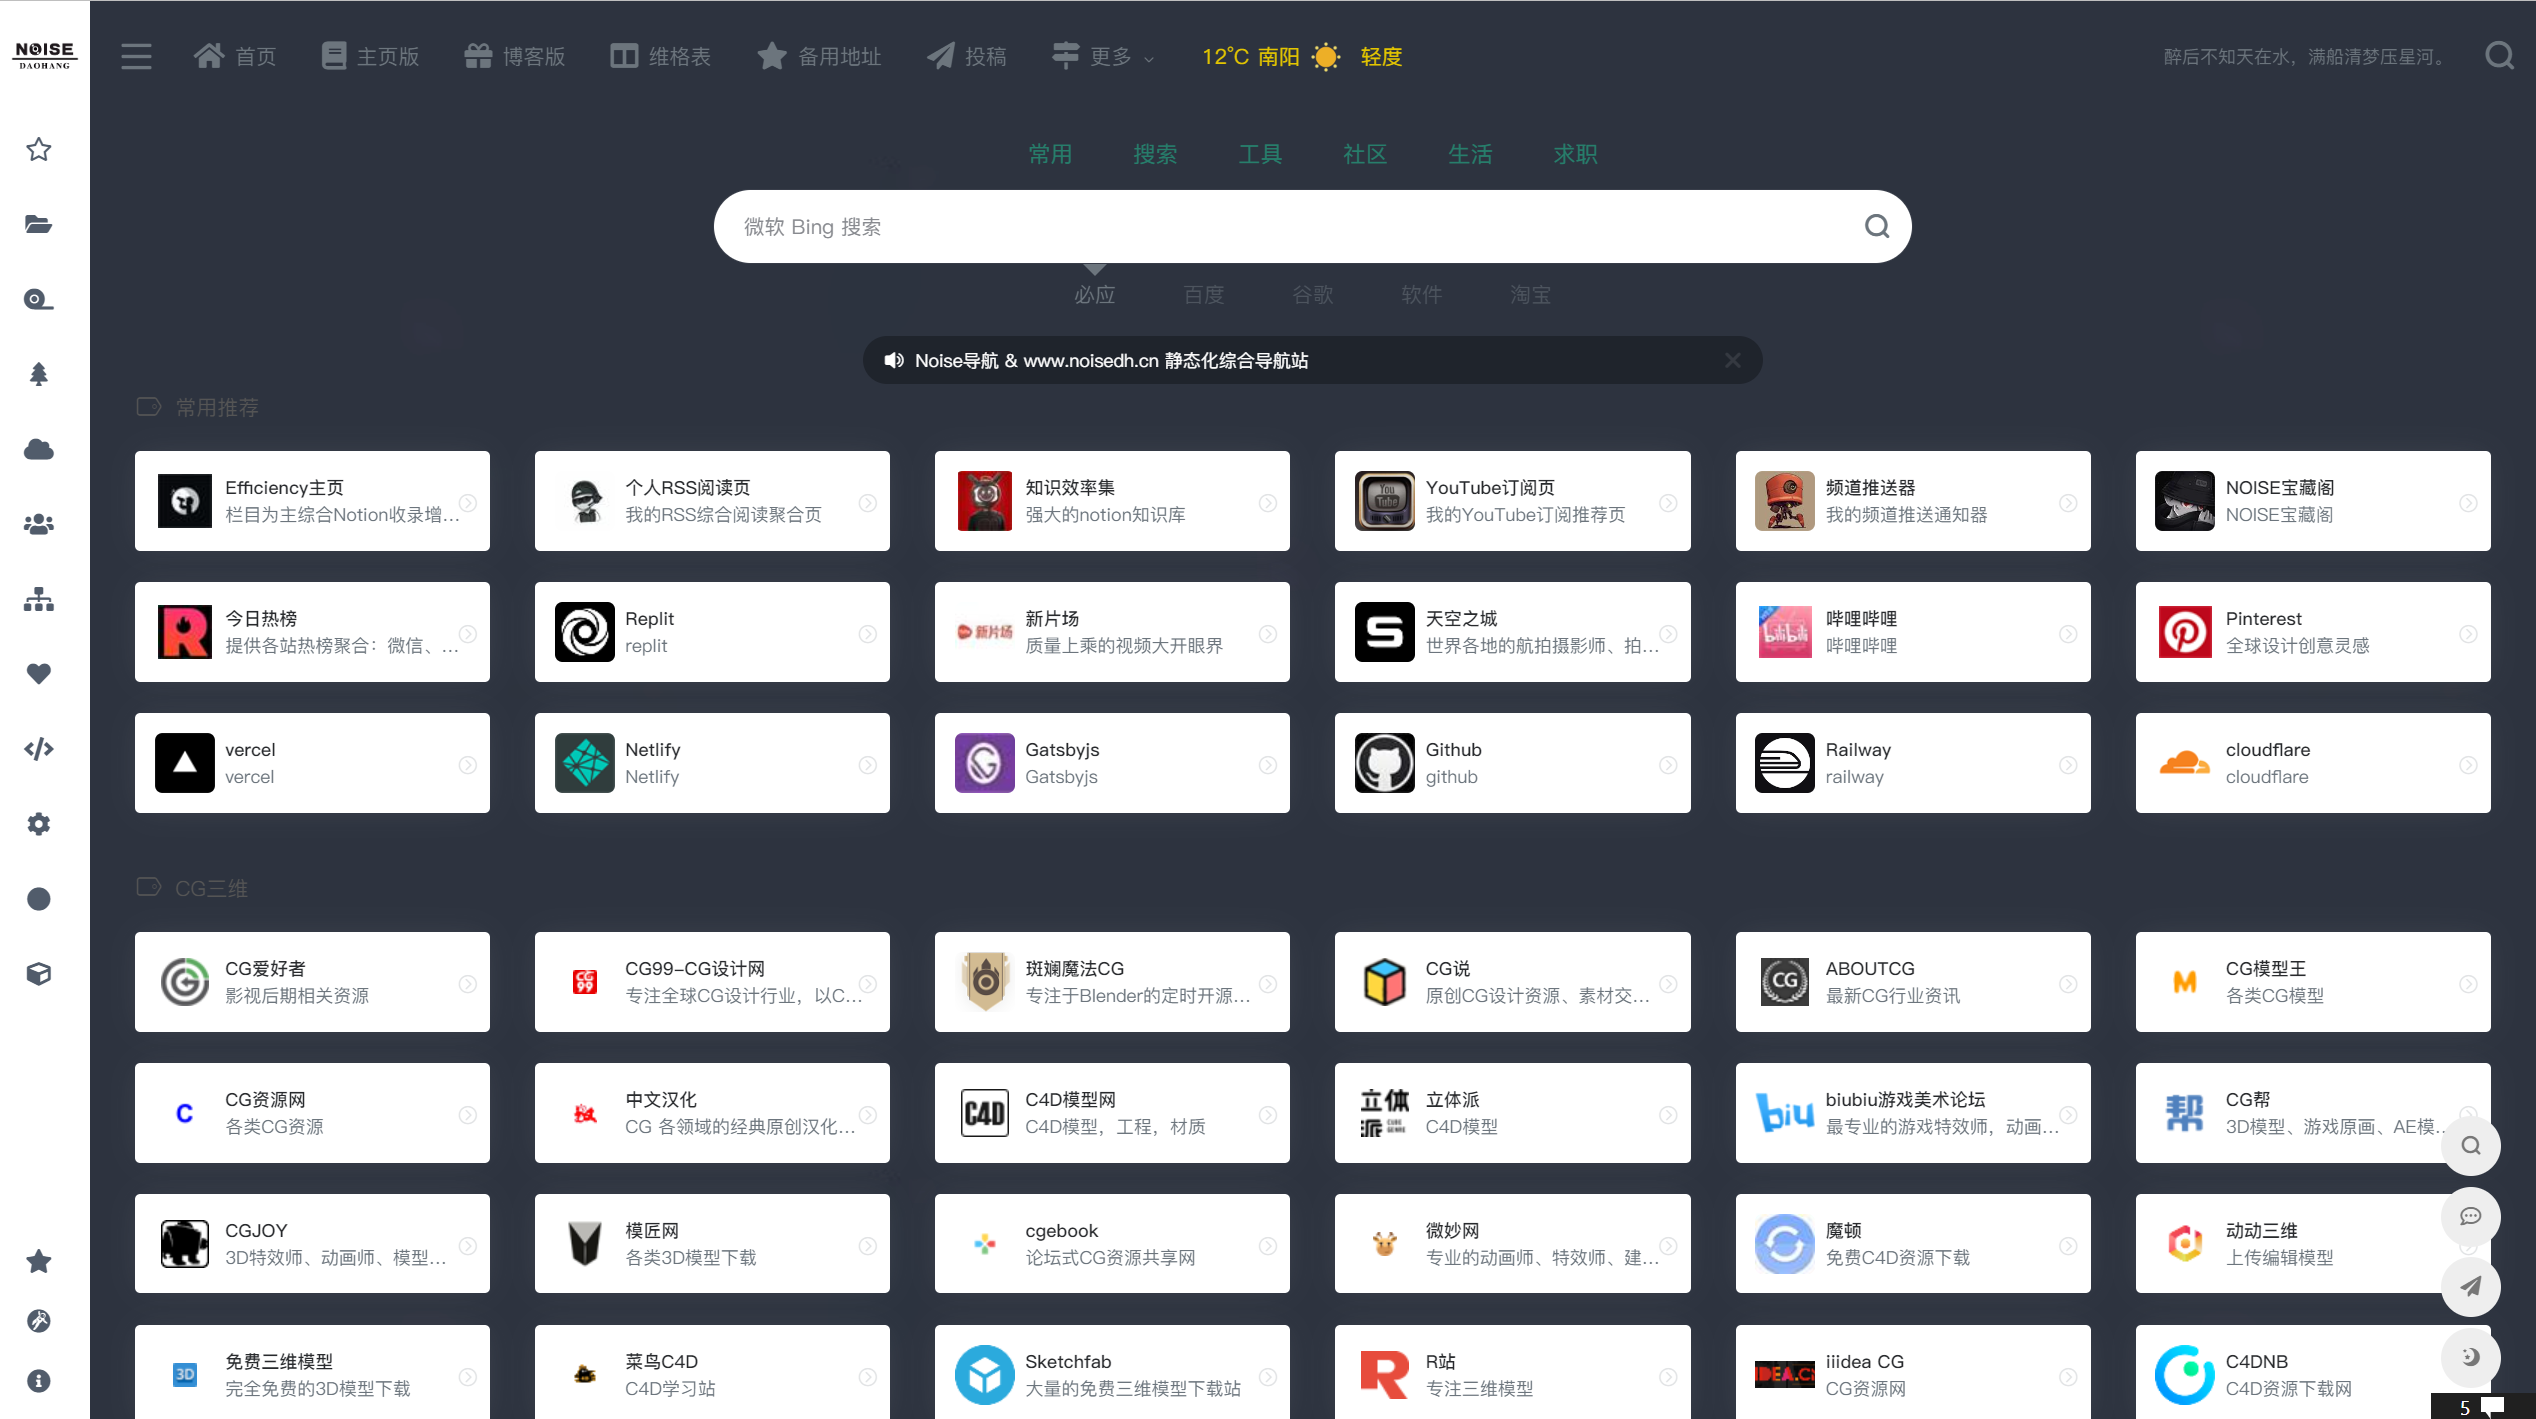 NOISE
DAOHANG
首页
主页版
博客版
维格表
备用地址
投稿
更多
12℃ 南阳
轻度
醉后不知天在水，满船清梦压星河。
常用
搜索
工具
社区
生活
求职
微软 Bing 搜索
必应
百度
谷歌
软件
淘宝
Noise导航 & www.noisedh.cn 静态化综合导航站
常用推荐
Efficiency主页
栏目为主综合Notion收录增...
个人RSS阅读页
我的RSS综合阅读聚合页
知识效率集
强大的notion知识库
You
Tube
YouTube订阅页
我的YouTube订阅推荐页
频道推送器
我的频道推送通知器
NOISE宝藏阁
NOISE宝藏阁
今日热榜
提供各站热榜聚合：微信、...
Replit
replit
新片场
新片场
质量上乘的视频大开眼界
天空之城
世界各地的航拍摄影师、拍...
bilibili
哔哩哔哩
哔哩哔哩
Pinterest
全球设计创意灵感
vercel
vercel
Netlify
Netlify
Gatsbyjs
Gatsbyjs
Github
github
Railway
railway
cloudflare
cloudflare
CG三维
CG爱好者
影视后期相关资源
CG
99
CG99-CG设计网
专注全球CG设计行业，以C...
斑斓魔法CG
专注于Blender的定时开源...
CG说
原创CG设计资源、素材交...
CG
ABOUTCG
最新CG行业资讯
M
CG模型王
各类CG模型
C
CG资源网
各类CG资源
中文汉化
CG 各领域的经典原创汉化...
C4D
C4D模型网
C4D模型，工程，材质
立体
派 CUBE
GENRE
立体派
C4D模型
biu
biubiu游戏美术论坛
最专业的游戏特效师，动画...
帮
CG帮
3D模型、游戏原画、AE模...
CGJOY
3D特效师、动画师、模型...
模匠网
各类3D模型下载
cgebook
论坛式CG资源共享网
微妙网
专业的动画师、特效师、建...
魔顿
免费C4D资源下载
动动三维
上传编辑模型
3D
免费三维模型
完全免费的3D模型下载
菜鸟C4D
C4D学习站
Sketchfab
大量的免费三维模型下载站
R站
专注三维模型
IDEA.CN
iiidea CG
CG资源网
C4DNB
C4D资源下载网
5